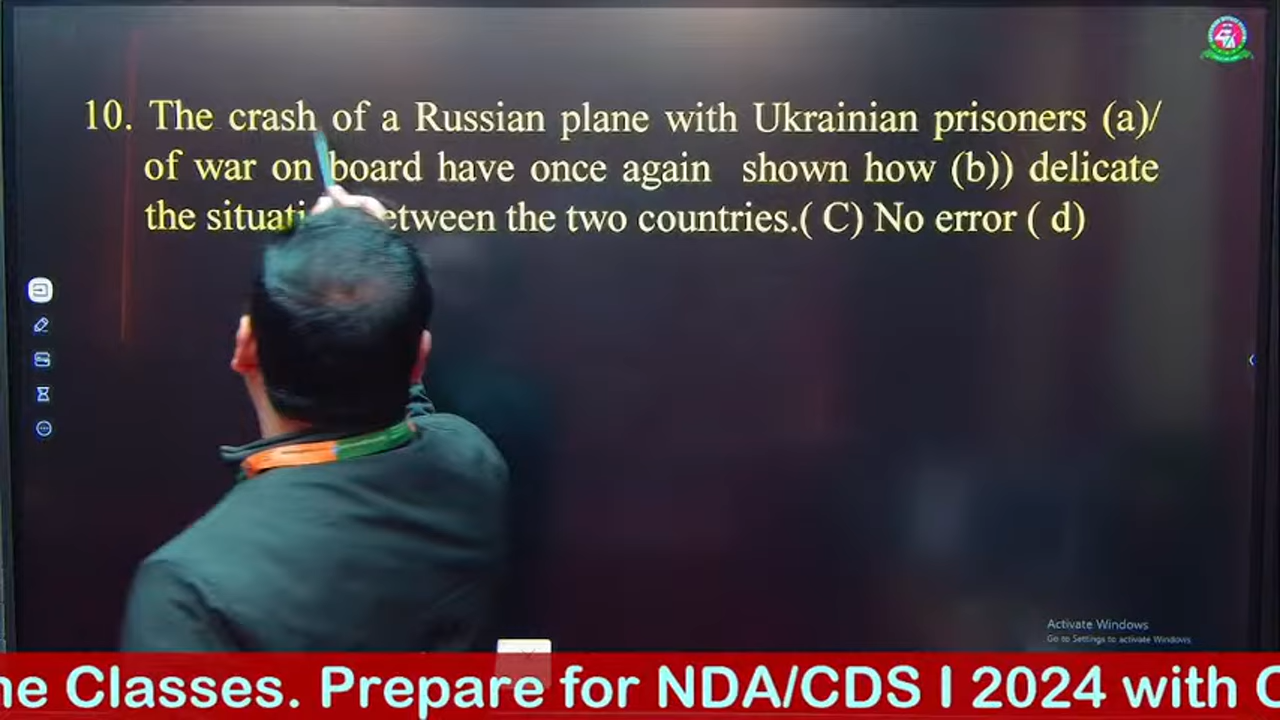 10. The crash of a Russian plane with Ukrainian prisoners (a)/
of war on board have once again shown how (b)) delicate
the between the two countries.( C) No error ( d)
Activate Windows
Go to Settings to activate Windows.
ne Classes. Prepare for NDA/CDS I 2024 with